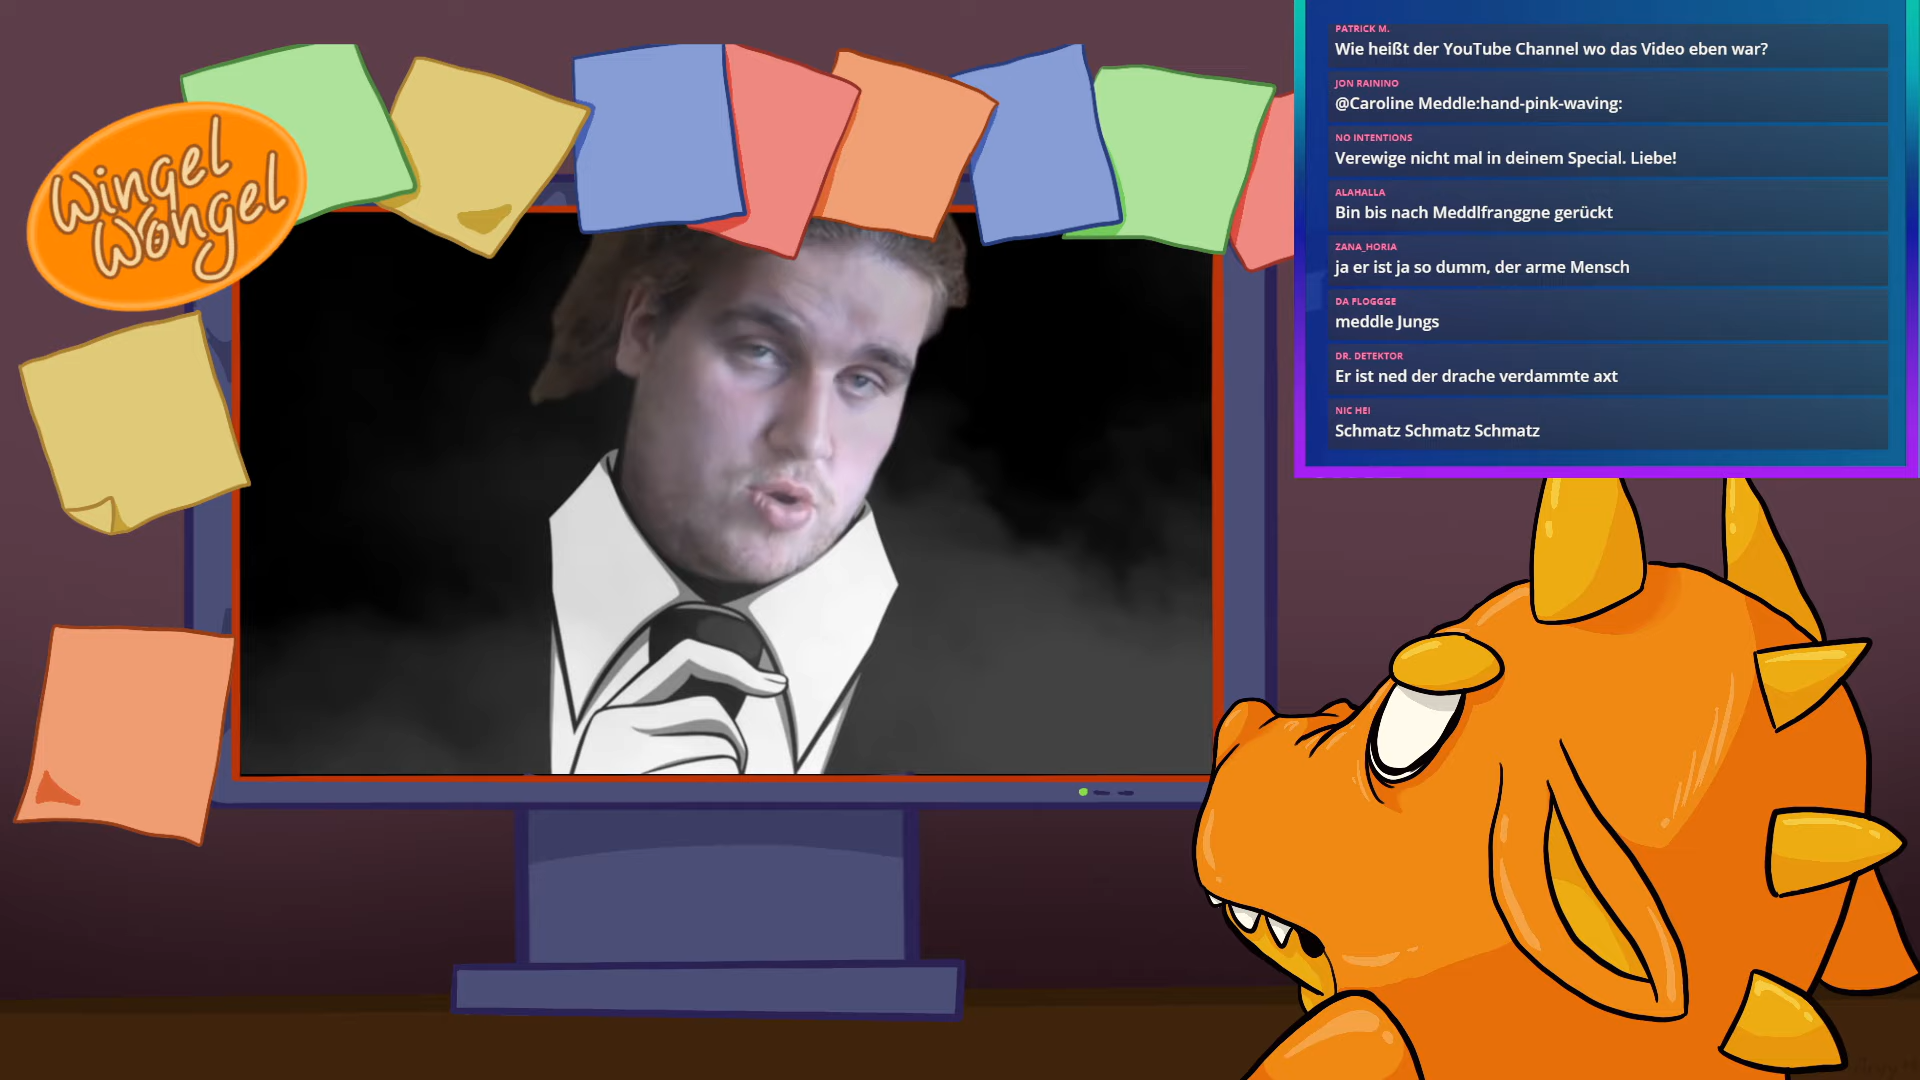 Wingel
Wongel
PATRICK M.
Wie heißt der YouTube Channel wo das Video eben war?
JON RAININO
@Caroline Meddle:hand-pink-waving:
NO INTENTIONS
Verewige nicht mal in deinem Special. Liebe!
ALAHALLA
Bin bis nach Meddlfranggne gerückt
ZANA_HORIA
ja er ist ja so dumm, der arme Mensch
DA FLOGGGE
meddle Jungs
DR. DETEKTOR
Er ist ned der drache verdammte axt
NIC HEI
Schmatz Schmatz Schmatz